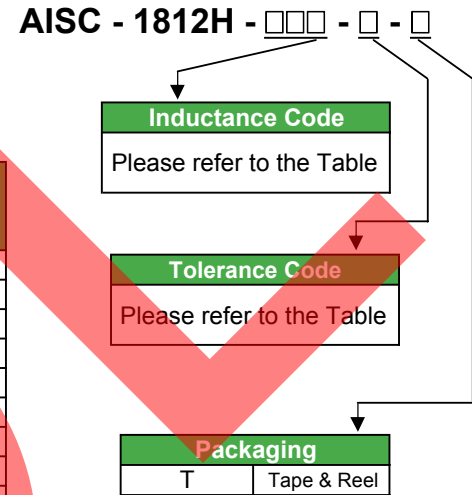 AISC - 1812H - □□□ - □ - □
Inductance Code
Please refer to the Table
Tolerance Code
Please refer to the Table
Packaging
T Tape & Reel